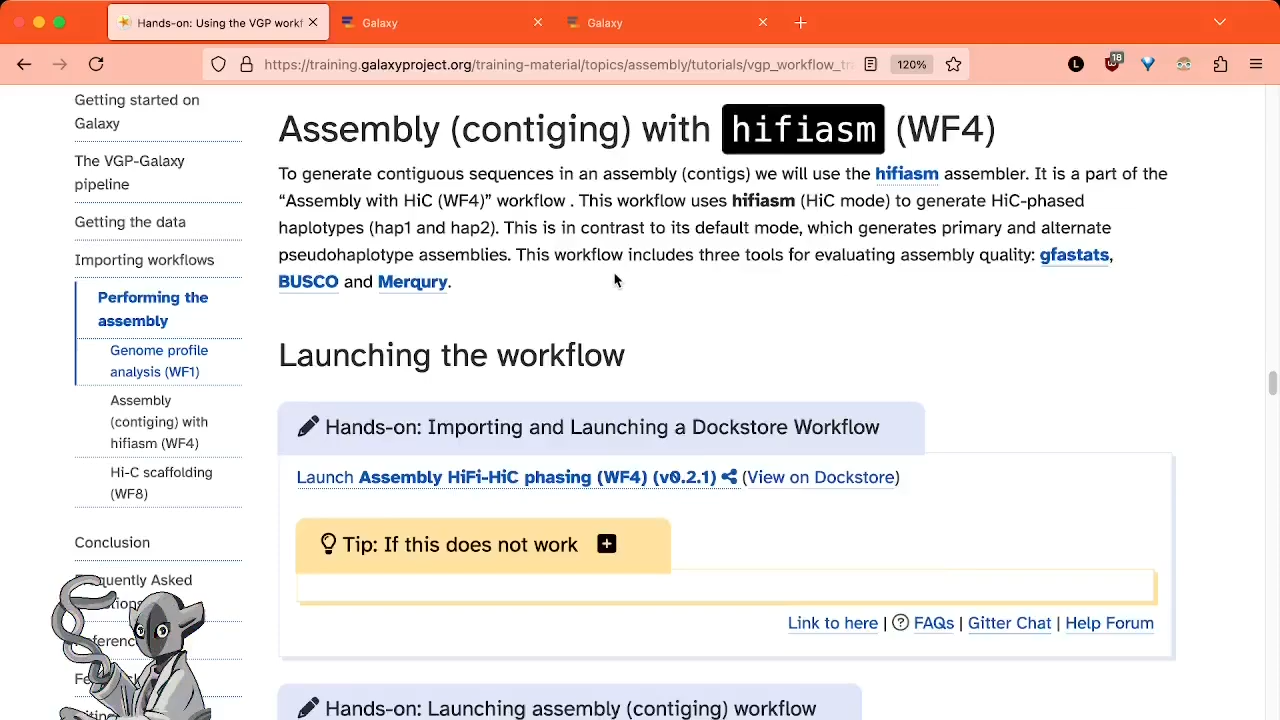 Hands-on: Using the VGP workf
Galaxy
Galaxy
https://training.galaxyproject.org/training-material/topics/assembly/tutorials/vgp_workflow_tr
120%
L
18
Getting started on
Galaxy
The VGP-Galaxy
pipeline
Getting the data
Importing workflows
Performing the
assembly
Genome profile
analysis (WF1)
Assembly
(contiging) with
hifiasm (WF4)
Hi-C scaffolding
(WF8)
Conclusion
Assembly (contiging) with hifiasm (WF4)
To generate contiguous sequences in an assembly (contigs) we will use the hifiasm assembler. It is a part of the
“Assembly with HiC (WF4)” workflow . This workflow uses hifiasm (HiC mode) to generate HiC-phased
haplotypes (hap1 and hap2). This is in contrast to its default mode, which generates primary and alternate
pseudohaplotype assemblies. This workflow includes three tools for evaluating assembly quality: gfastats,
BUSCO and Merqury.
Launching the workflow
Hands-on: Importing and Launching a Dockstore Workflow
Launch Assembly HiFi-HiC phasing (WF4) (v0.2.1) (View on Dockstore)
Tip: If this does not work
Link to here | FAQs | Gitter Chat | Help Forum
Hands-on: Launching assembly (contiging) workflow
Asked